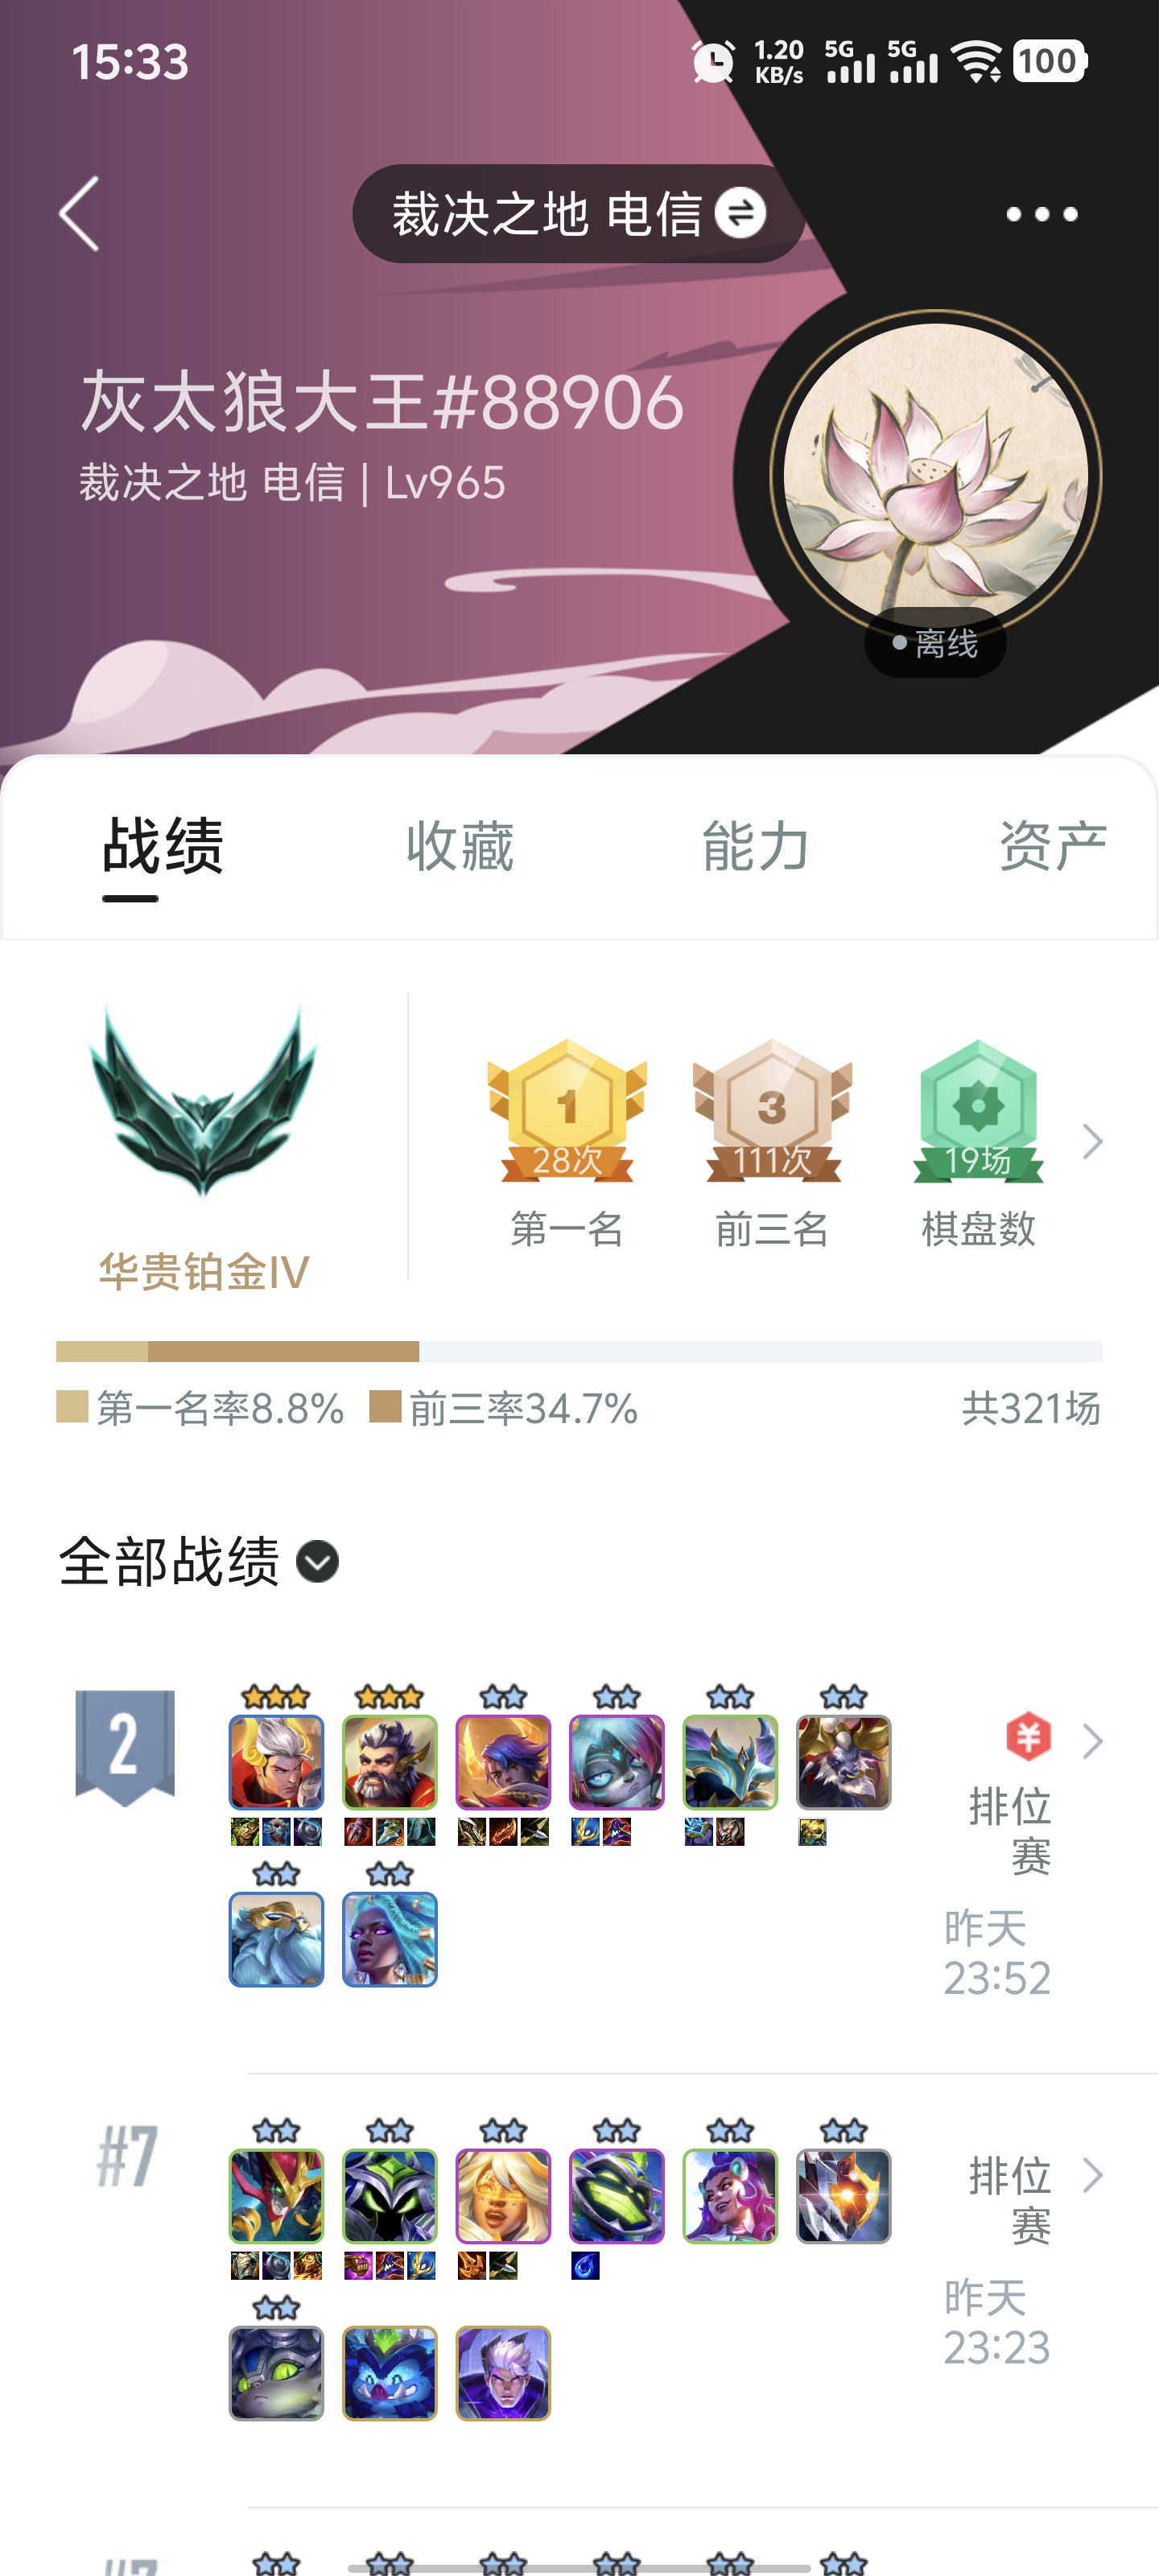 15:33
1.20
KB/s
5G
5G
100
裁决之地 电信
灰太狼大王#88906
裁决之地 电信 | Lv965
离线
战绩
收藏
能力
资产
1
28次
第一名
3
111次
前三名
19场
棋盘数
华贵铂金IV
第一名率8.8%
前三率34.7%
共321场
全部战绩
2
¥
排位
赛
昨天
23:52
#7
排位
赛
昨天
23:23
#7